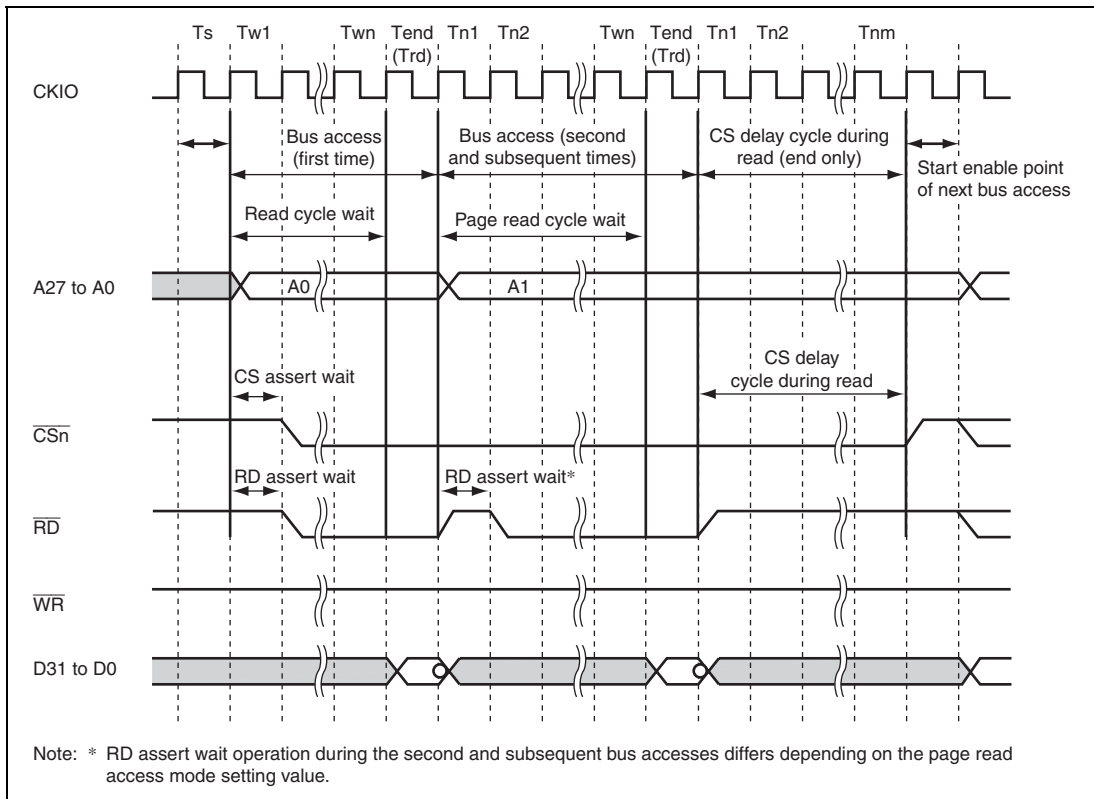 Ts Tw1 Twn Tend Tn1 Tn2 Twn Tend Tn1 Tn2 Tnm
(Trd) (Trd)
CKIO
Bus access
(first time)
Bus access (second
and subsequent times)
CS delay cycle during
read (end only)
Start enable point
of next bus access
Read cycle wait
Page read cycle wait
A27 to A0
A0
A1
CS assert wait
CS delay
cycle during read
CSn
RD assert wait
RD assert wait*
RD
WR
D31 to D0
Note: * RD assert wait operation during the second and subsequent bus accesses differs depending on the page read
access mode setting value.